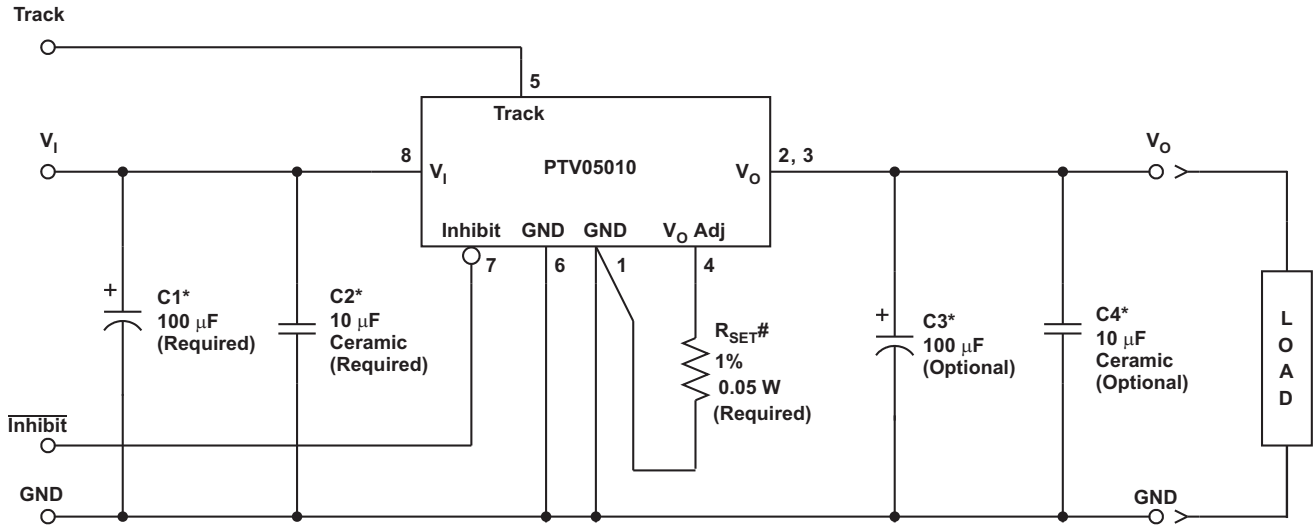 Track
5
Track
V_I
8
V_I
PTV05010
V_O
2, 3
V_O
Inhibit
GND
GND
V_O Adj
7
6
1
4
+
C1*
100 μF
(Required)
C2*
10 μF
Ceramic
(Required)
R_SET#
1%
0.05 W
(Required)
+
C3*
100 μF
(Optional)
C4*
10 μF
Ceramic
(Optional)
L
O
A
D
Inhibit
GND
GND